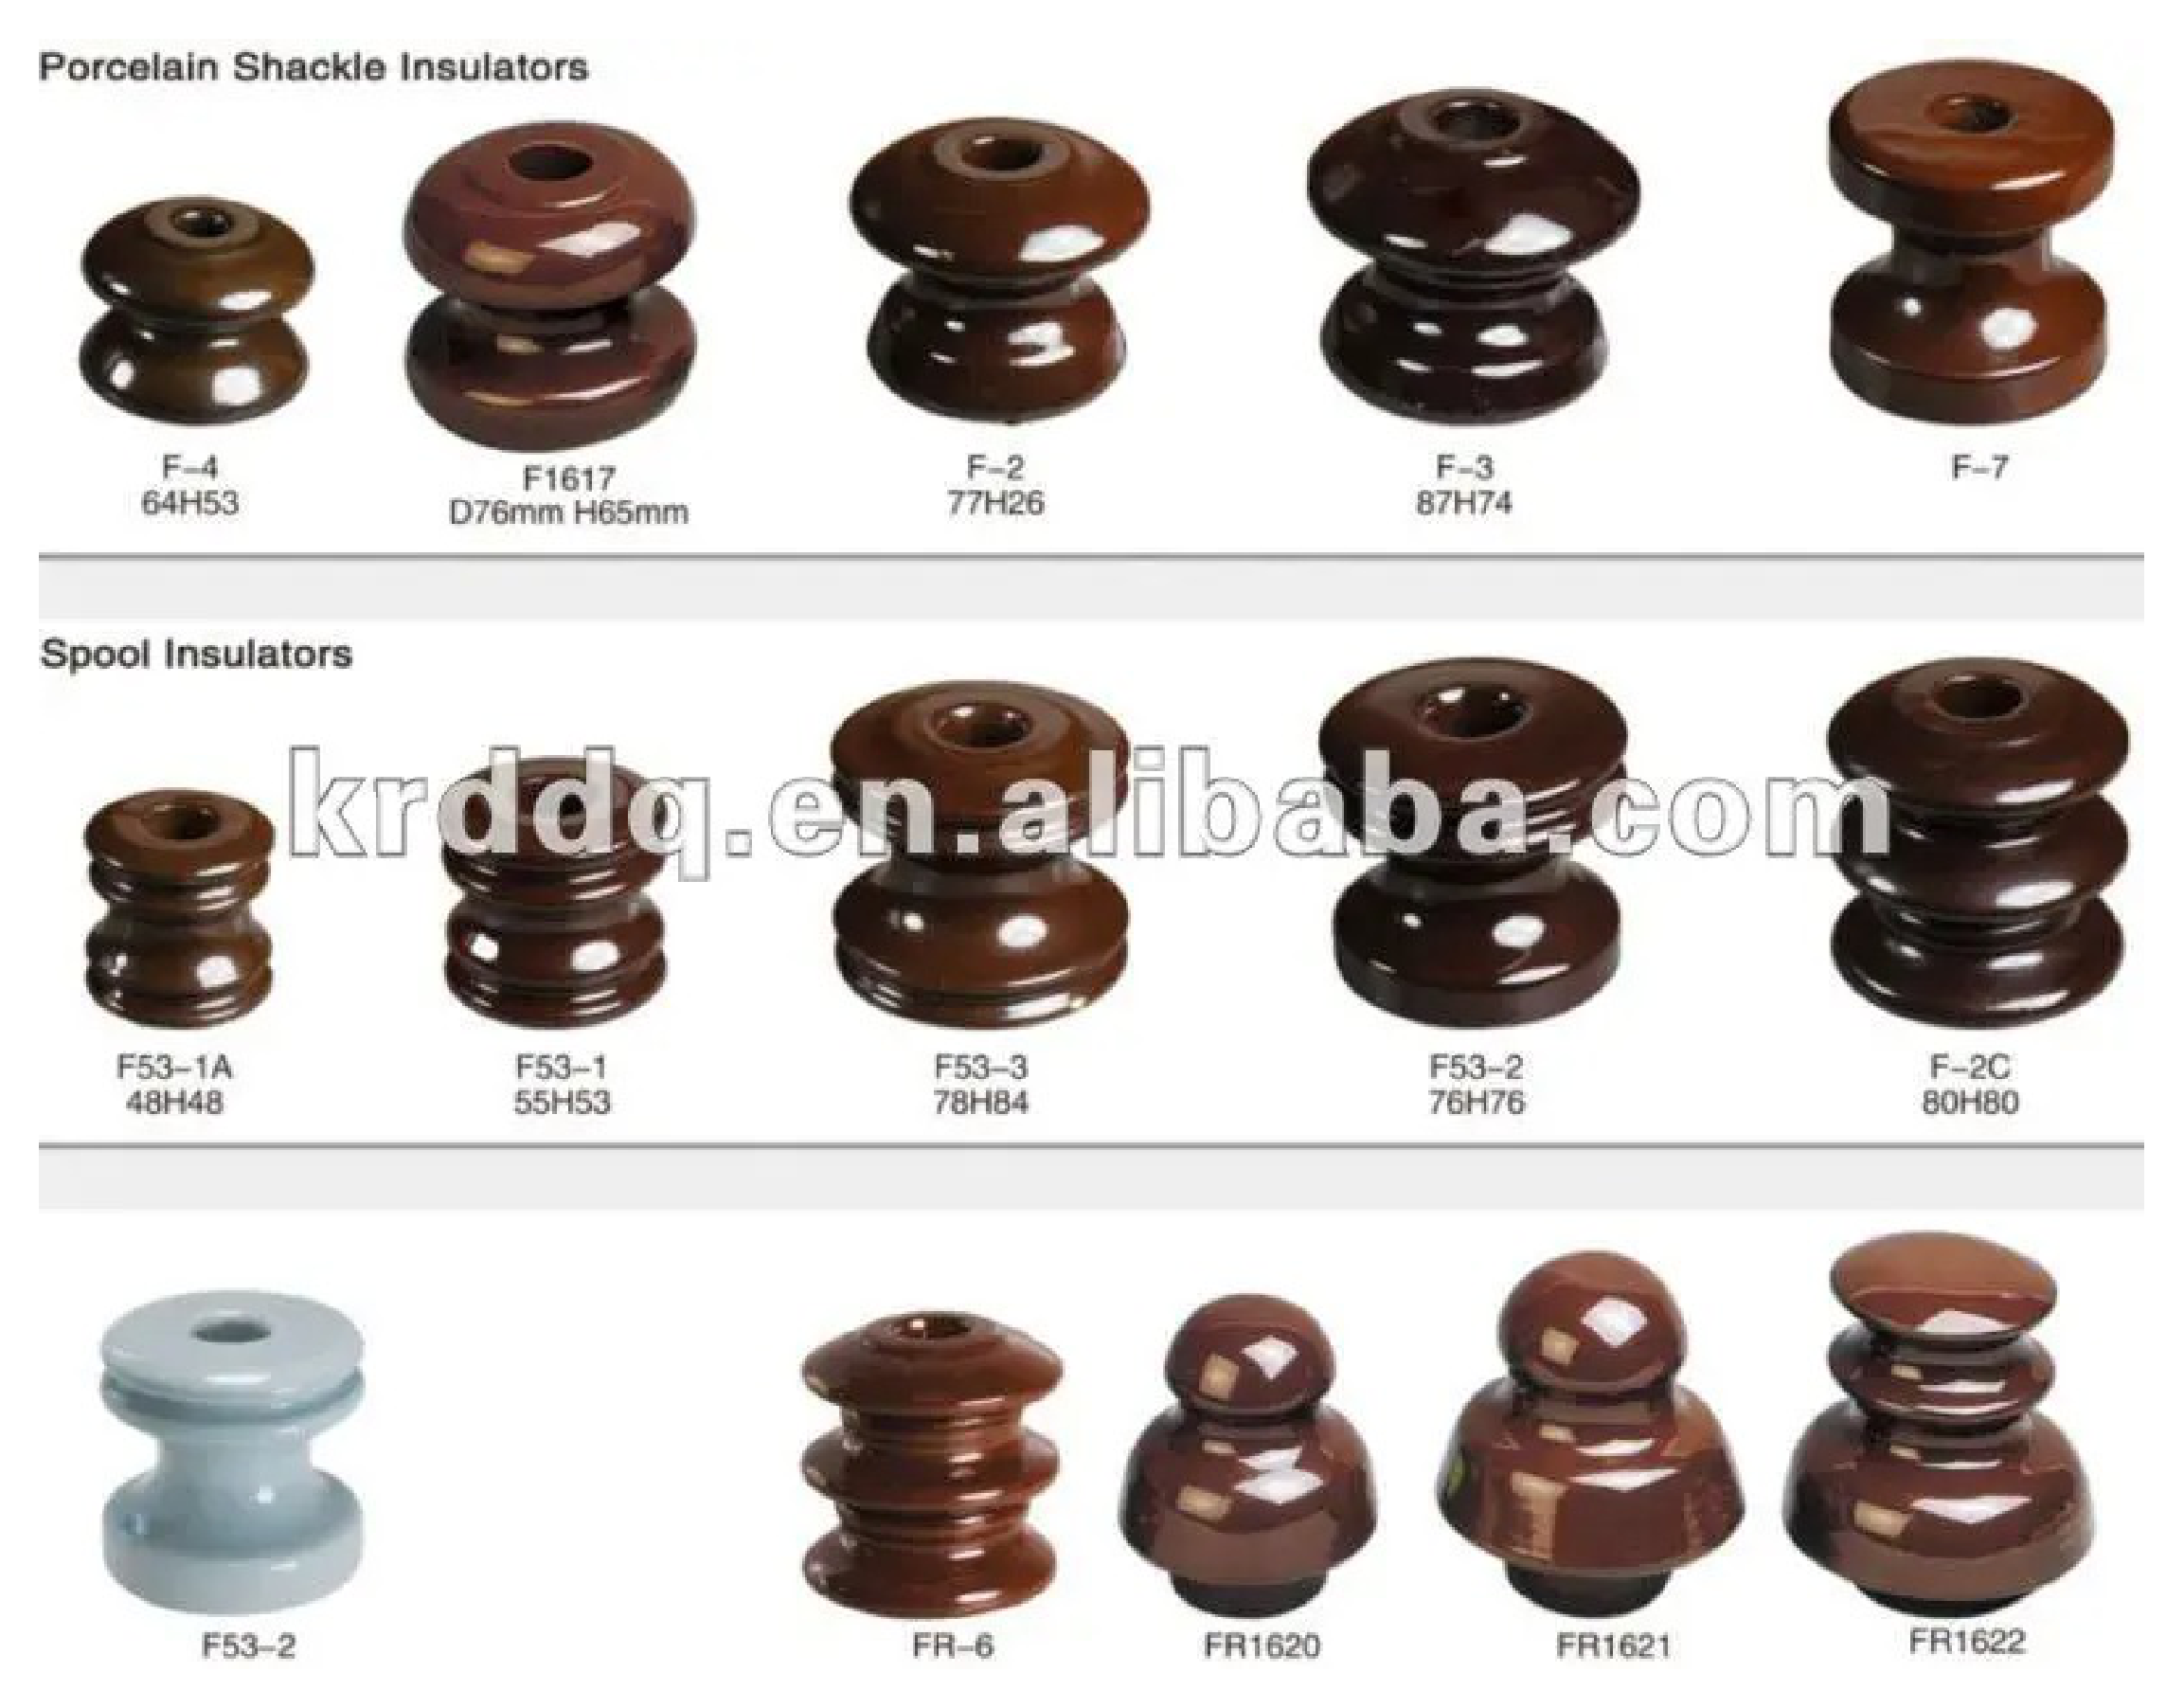 Porcelain Shackle Insulators
F-4
64H53
F1617
D76mm H65mm
F-2
77H26
F-3
87H74
F-7
Spool Insulators
krddq.en.alibaba.com
F53-1A
48H48
F53-1
55H53
F53-3
78H84
F53-2
76H76
F-2C
80H80
F53-2
FR-6
FR1620
FR1621
FR1622